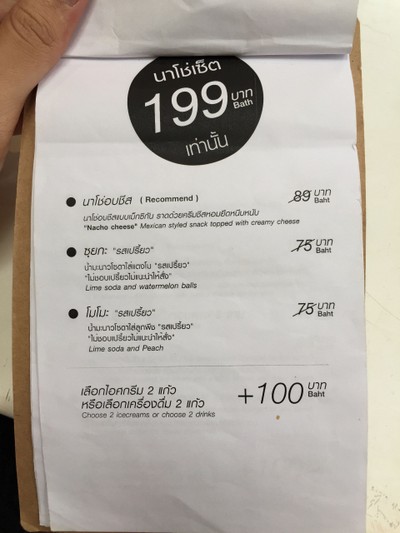 นาโช่เซ็ต
199 บาท
Bath
เท่านั้น
นาโช่อบชีส ( Recommend ) 89 บาท
Baht
นาโช่อบชีสแบบเม็กซิกัน ราดด้วยครีมชีสหอมยืดหนึบหนับ
"Nacho cheese" Mexican styled snack topped with creamy cheese
ซุยกะ "รสเปรี้ยว" 75 บาท
Baht
น้ำมะนาวโซดาใส่แตงโม "รสเปรี้ยว"
"ไม่ชอบเปรี้ยวไม่แนะนำให้สั่ง"
Lime soda and watermelon balls
โมโมะ "รสเปรี้ยว" 75 บาท
Baht
น้ำมะนาวโซดาใส่ลูกพีช "รสเปรี้ยว"
"ไม่ชอบเปรี้ยวไม่แนะนำให้สั่ง"
Lime soda and Peach
เลือกไอศกรีม 2 แก้ว +100 บาท
หรือเลือกเครื่องดื่ม 2 แก้ว Baht
Choose 2 icecreams or choose 2 drinks